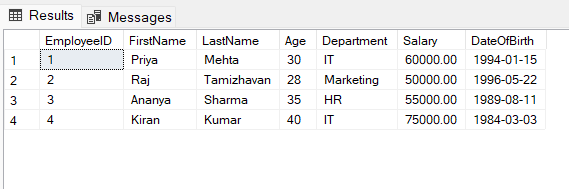 Results Messages
EmployeeID FirstName LastName Age Department Salary DateOfBirth
1 1 Priya Mehta 30 IT 60000.00 1994-01-15
2 2 Raj Tamizhavan 28 Marketing 50000.00 1996-05-22
3 3 Ananya Sharma 35 HR 55000.00 1989-08-11
4 4 Kiran Kumar 40 IT 75000.00 1984-03-03